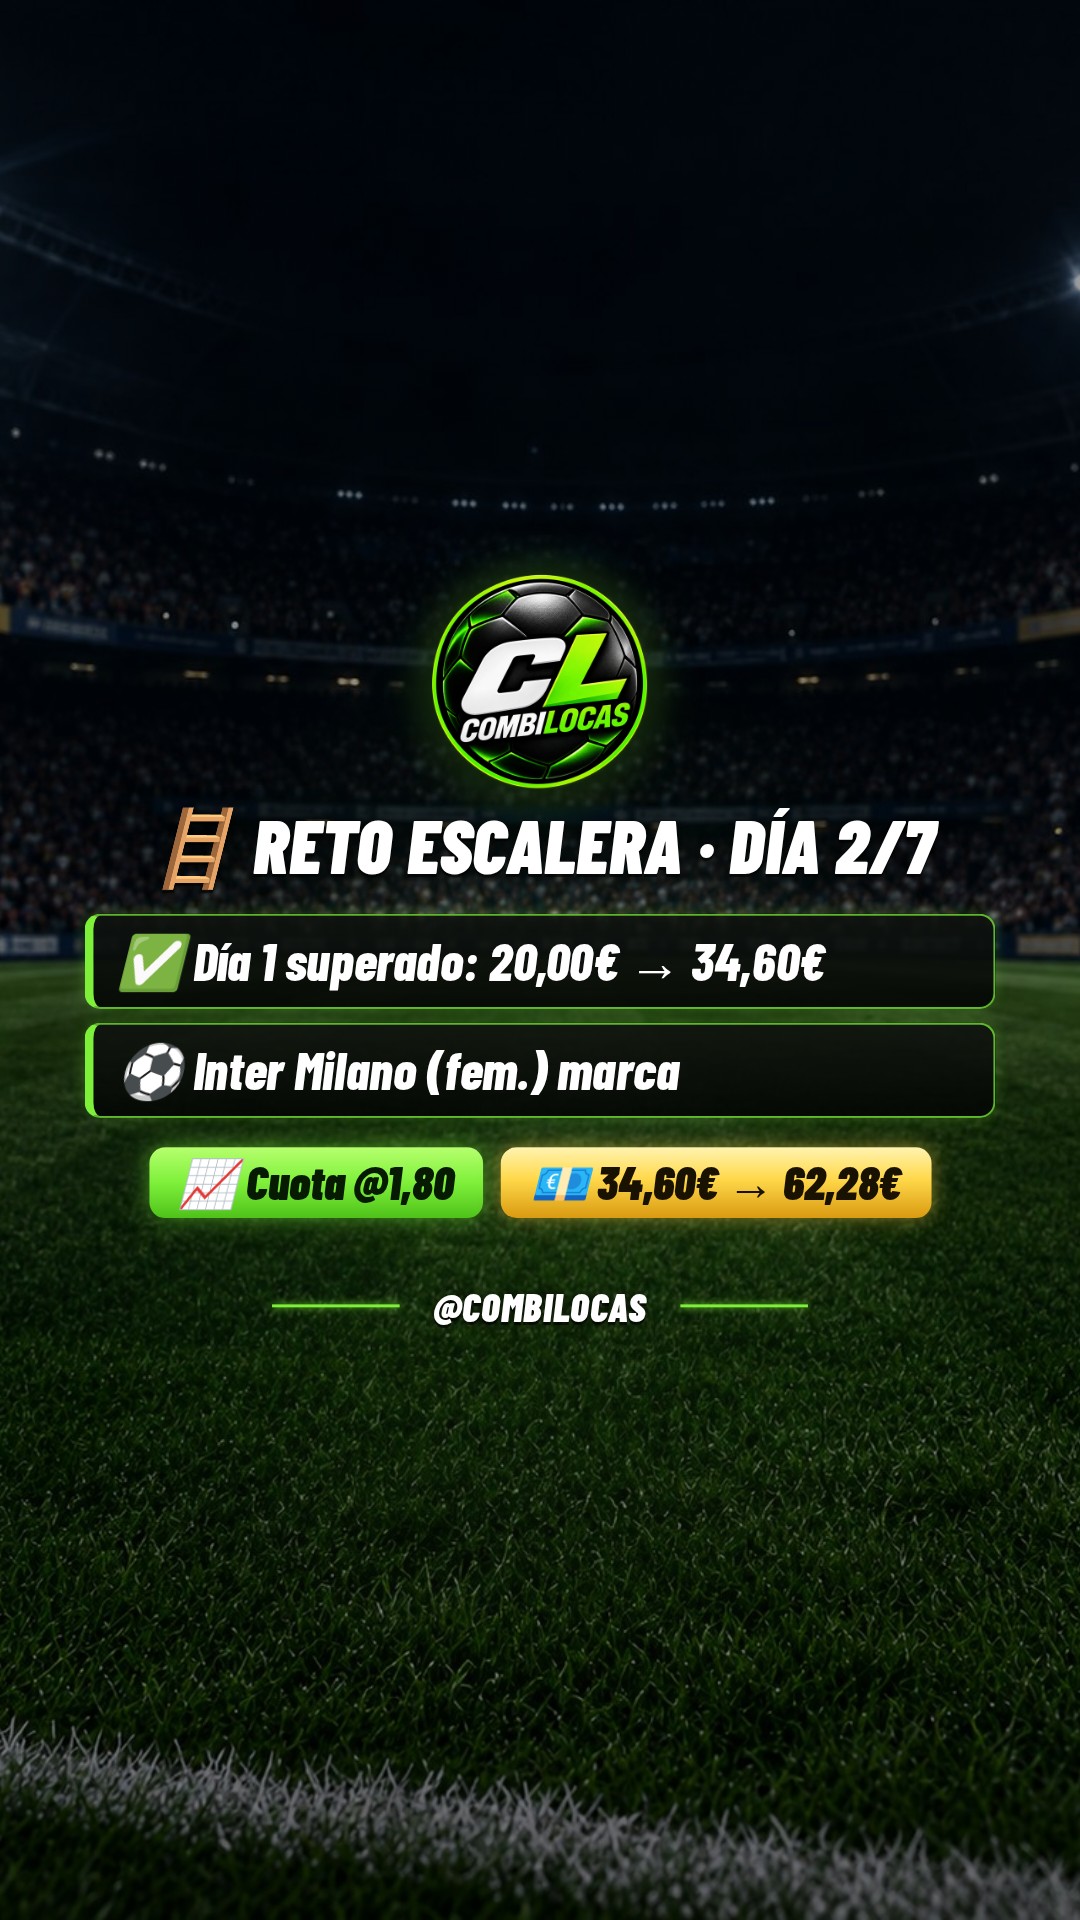 CL
COMBILOCAS
🪜 RETO ESCALERA · DÍA 2/7
✅ Día 1 superado: 20,00€ → 34,60€
⚽ Inter Milano (fem.) marca
📈 Cuota @1,80
💶 34,60€ → 62,28€
@COMBILOCAS